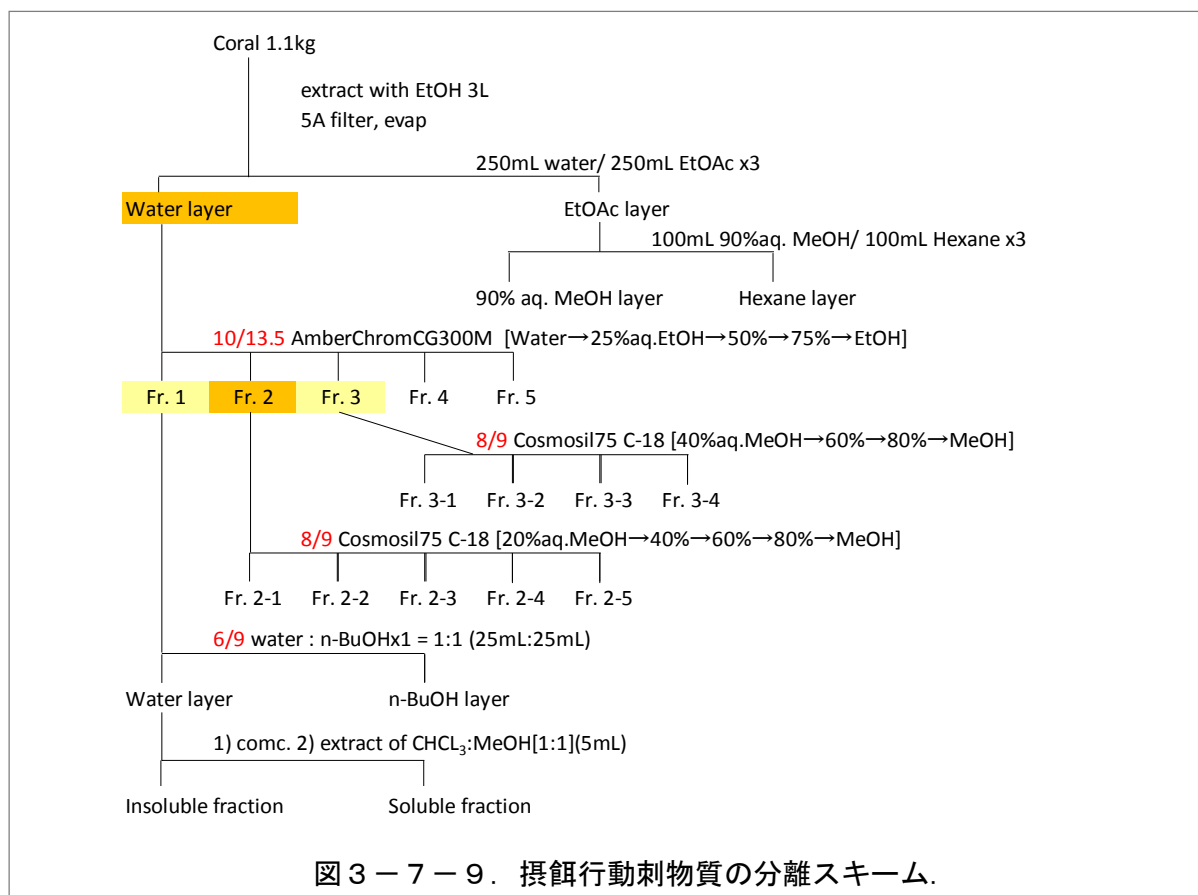 Coral 1.1kg
extract with EtOH 3L
5A filter, evap
250mL water/ 250mL EtOAc x3
Water layer
EtOAc layer
100mL 90%aq. MeOH/ 100mL Hexane x3
90% aq. MeOH layer
Hexane layer
10/13.5 AmberChromCG300M [Water→25%aq.EtOH→50%→75%→EtOH]
Fr. 1
Fr. 2
Fr. 3
Fr. 4
Fr. 5
8/9 Cosmosil75 C-18 [40%aq.MeOH→60%→80%→MeOH]
Fr. 3-1
Fr. 3-2
Fr. 3-3
Fr. 3-4
8/9 Cosmosil75 C-18 [20%aq.MeOH→40%→60%→80%→MeOH]
Fr. 2-1
Fr. 2-2
Fr. 2-3
Fr. 2-4
Fr. 2-5
6/9 water : n-BuOHx1 = 1:1 (25mL:25mL)
Water layer
n-BuOH layer
1) comc. 2) extract of CHCL₃:MeOH[1:1](5mL)
Insoluble fraction
Soluble fraction
図３－７－９．摂餌行動刺物質の分離スキーム.